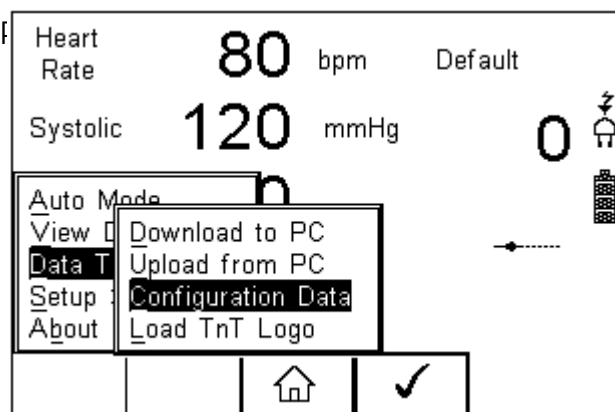 Heart
Rate
80 bpm
Default
Systolic
120 mmHg
0
0
Auto Mode
View D
Data T
Setup
About
Download to PC
Upload from PC
Configuration Data
Load TnT Logo